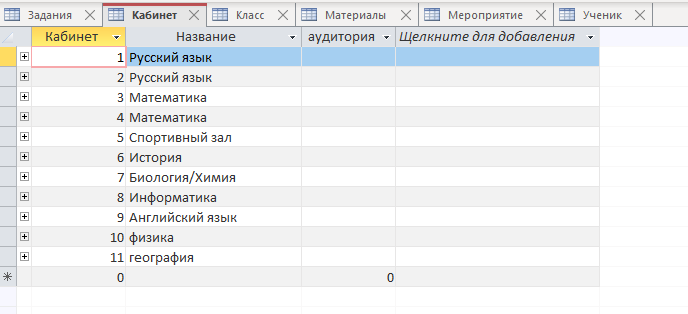 Задания Кабинет Класс Материалы Мероприятие Ученик
Кабинет Название аудитория Щелкните для добавления
1 Русский язык
2 Русский язык
3 Математика
4 Математика
5 Спортивный зал
6 История
7 Биология/Химия
8 Информатика
9 Английский язык
10 физика
11 география
0 0